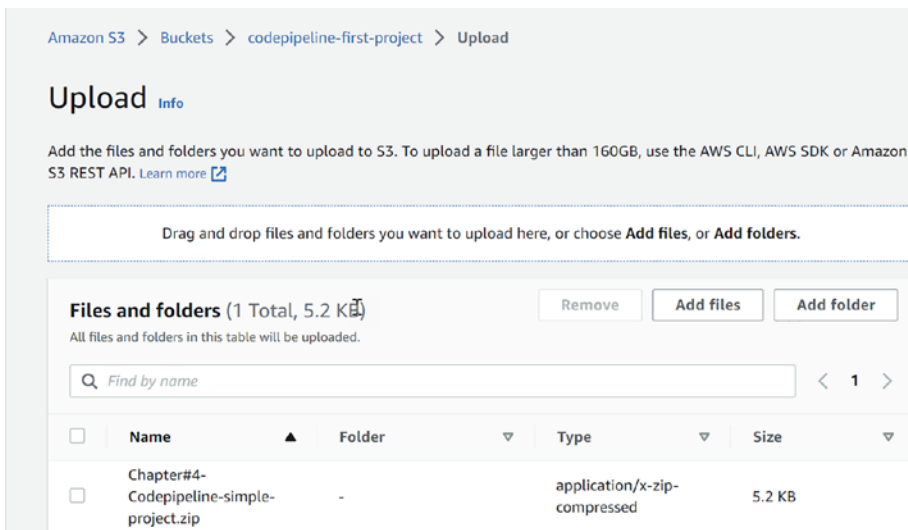 Amazon S3 > Buckets > codepipeline-first-project > Upload
Upload Info
Add the files and folders you want to upload to S3. To upload a file larger than 160GB, use the AWS CLI, AWS SDK or Amazon
S3 REST API. Learn more
Drag and drop files and folders you want to upload here, or choose Add files, or Add folders.
Files and folders (1 Total, 5.2 KB)
Remove Add files Add folder
All files and folders in this table will be uploaded.
Find by name
< 1 >
Name Folder Type Size
Chapter#4-
Codepipeline-simple-
project.zip
-
application/x-zip-
compressed
5.2 KB